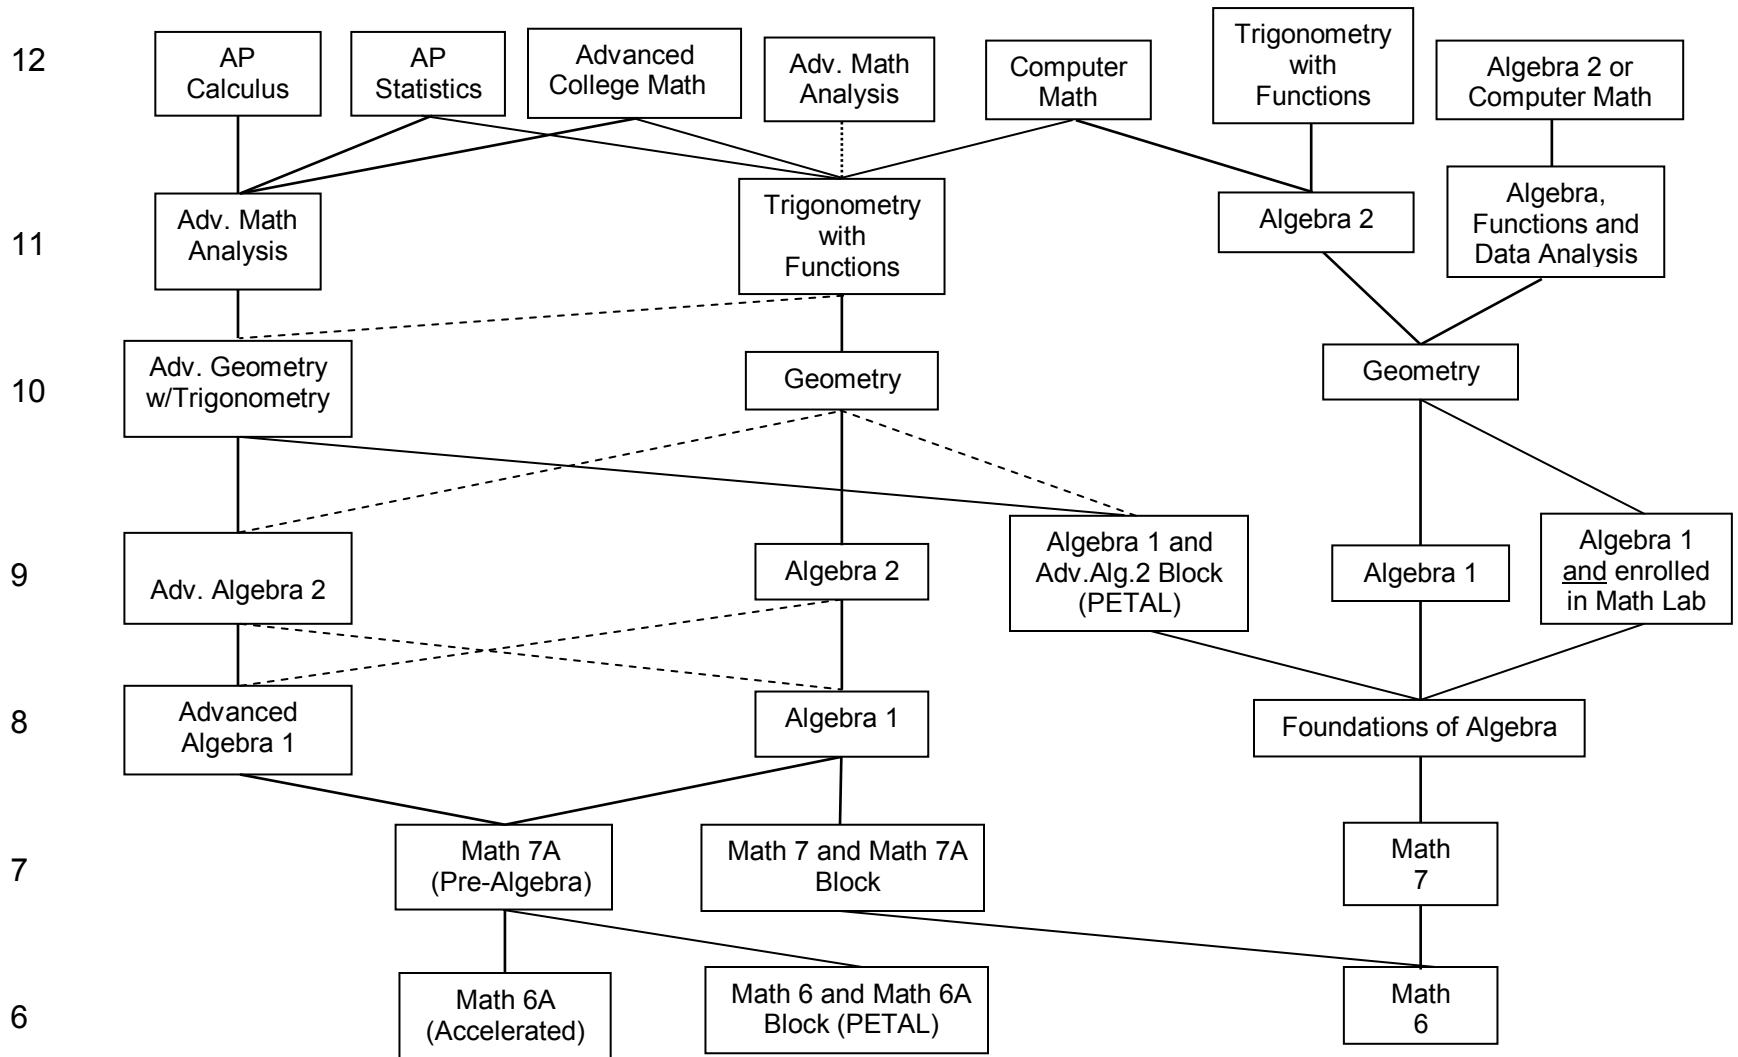 12
AP
Calculus
AP
Statistics
Advanced
College Math
Adv. Math
Analysis
Computer
Math
Trigonometry
with
Functions
Algebra 2 or
Computer Math
11
Adv. Math
Analysis
Trigonometry
with
Functions
Algebra 2
Algebra,
Functions and
Data Analysis
10
Adv. Geometry
w/Trigonometry
Geometry
Geometry
9
Adv. Algebra 2
Algebra 2
Algebra 1 and
Adv.Alg.2 Block
(PETAL)
Algebra 1
Algebra 1
and enrolled
in Math Lab
8
Advanced
Algebra 1
Algebra 1
Foundations of Algebra
7
Math 7A
(Pre-Algebra)
Math 7 and Math 7A
Block
Math
7
6
Math 6A
(Accelerated)
Math 6 and Math 6A
Block (PETAL)
Math
6